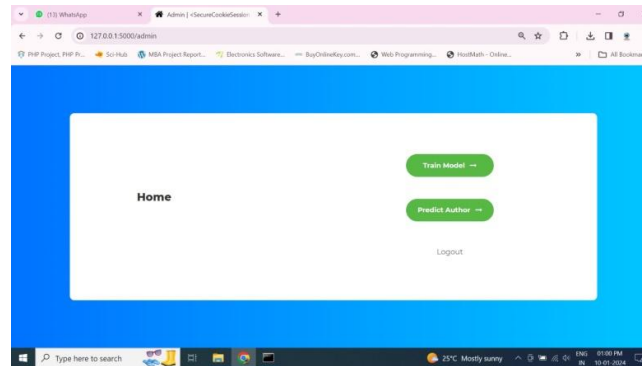 (13) WhatsApp
Admin | <SecureCookieSession
127.0.0.1:5000/admin
PHP Project, PHP Pr...
Sci-Hub
MBA Project Report...
Electronics Software...
BuyOnlineKey.com...
Web Programming...
HostMath - Online...
»
All Bookmar
Train Model →
Home
Predict Author →
Logout
Type here to search
25°C Mostly sunny
ENG
IN
01:00 PM
10-01-2024